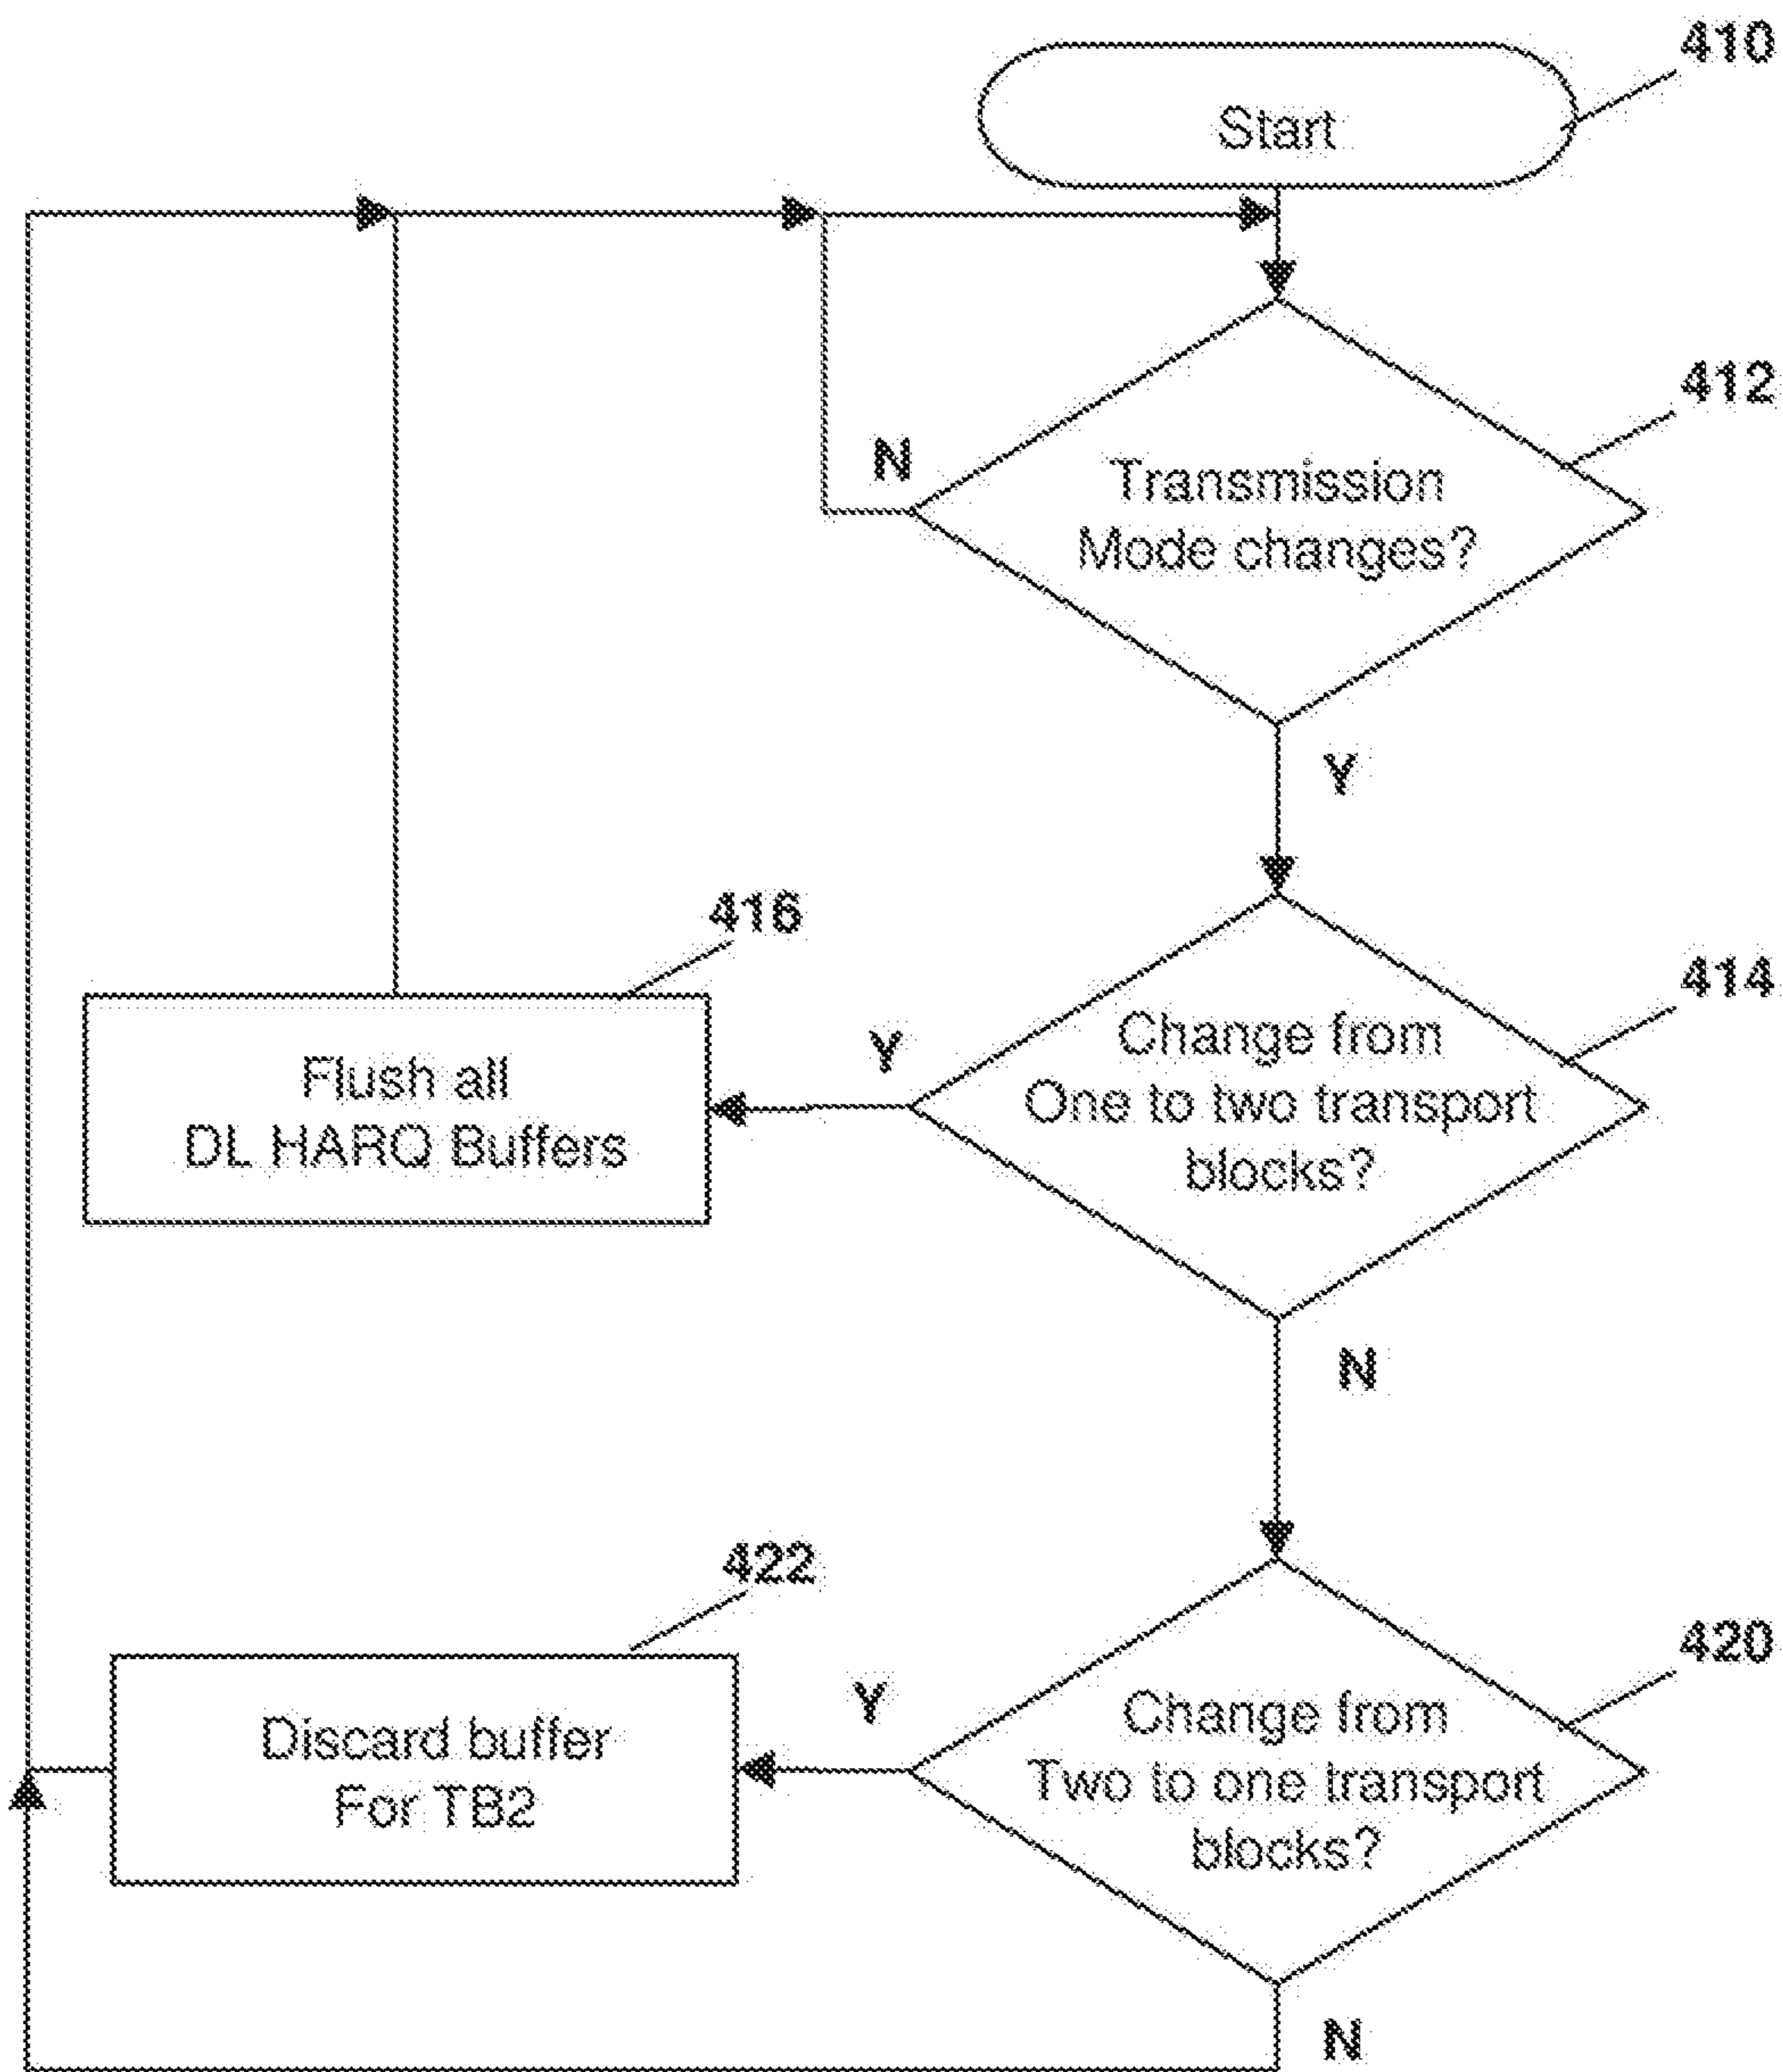 410
Start
412
N
Transmission
Mode changes?
Y
416
414
Flush all
DL HARQ Buffers
Y
Change from
One to two transport
blocks?
N
422
420
Discard buffer
For TB2
Y
Change from
Two to one transport
blocks?
N